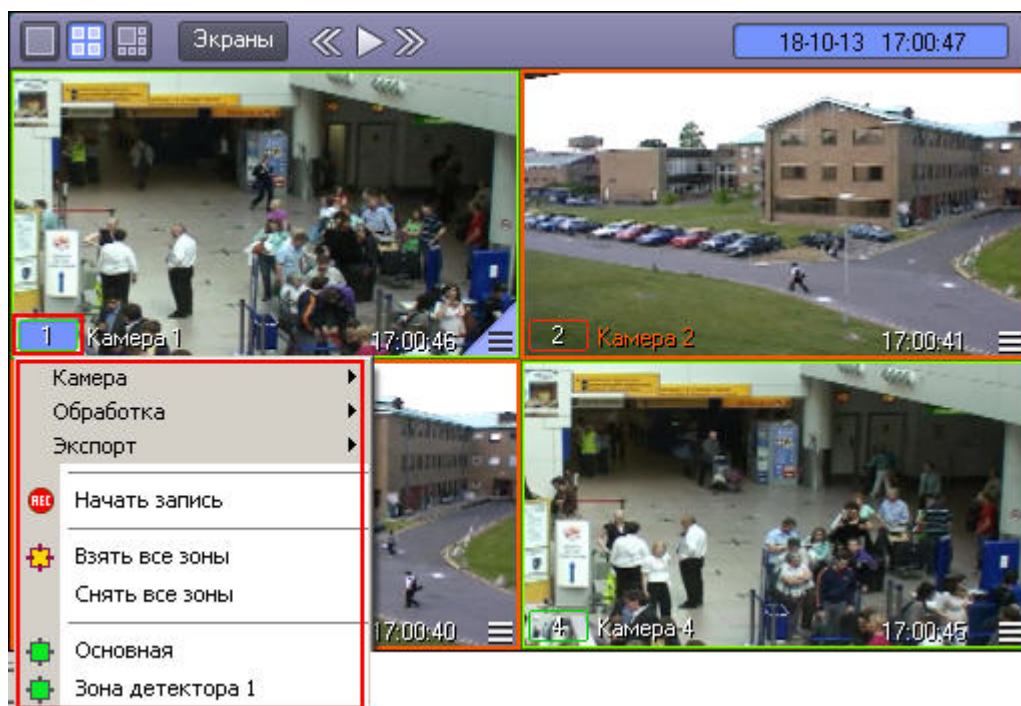 Экраны
18-10-13 17:00:47
1 Камера 1 17:00:46
2 Камера 2 17:00:41
Камера
Обработка
Экспорт
REC Начать запись
Взять все зоны
Снять все зоны
17:00:40
4 Камера 4 17:00:45
Основная
Зона детектора 1